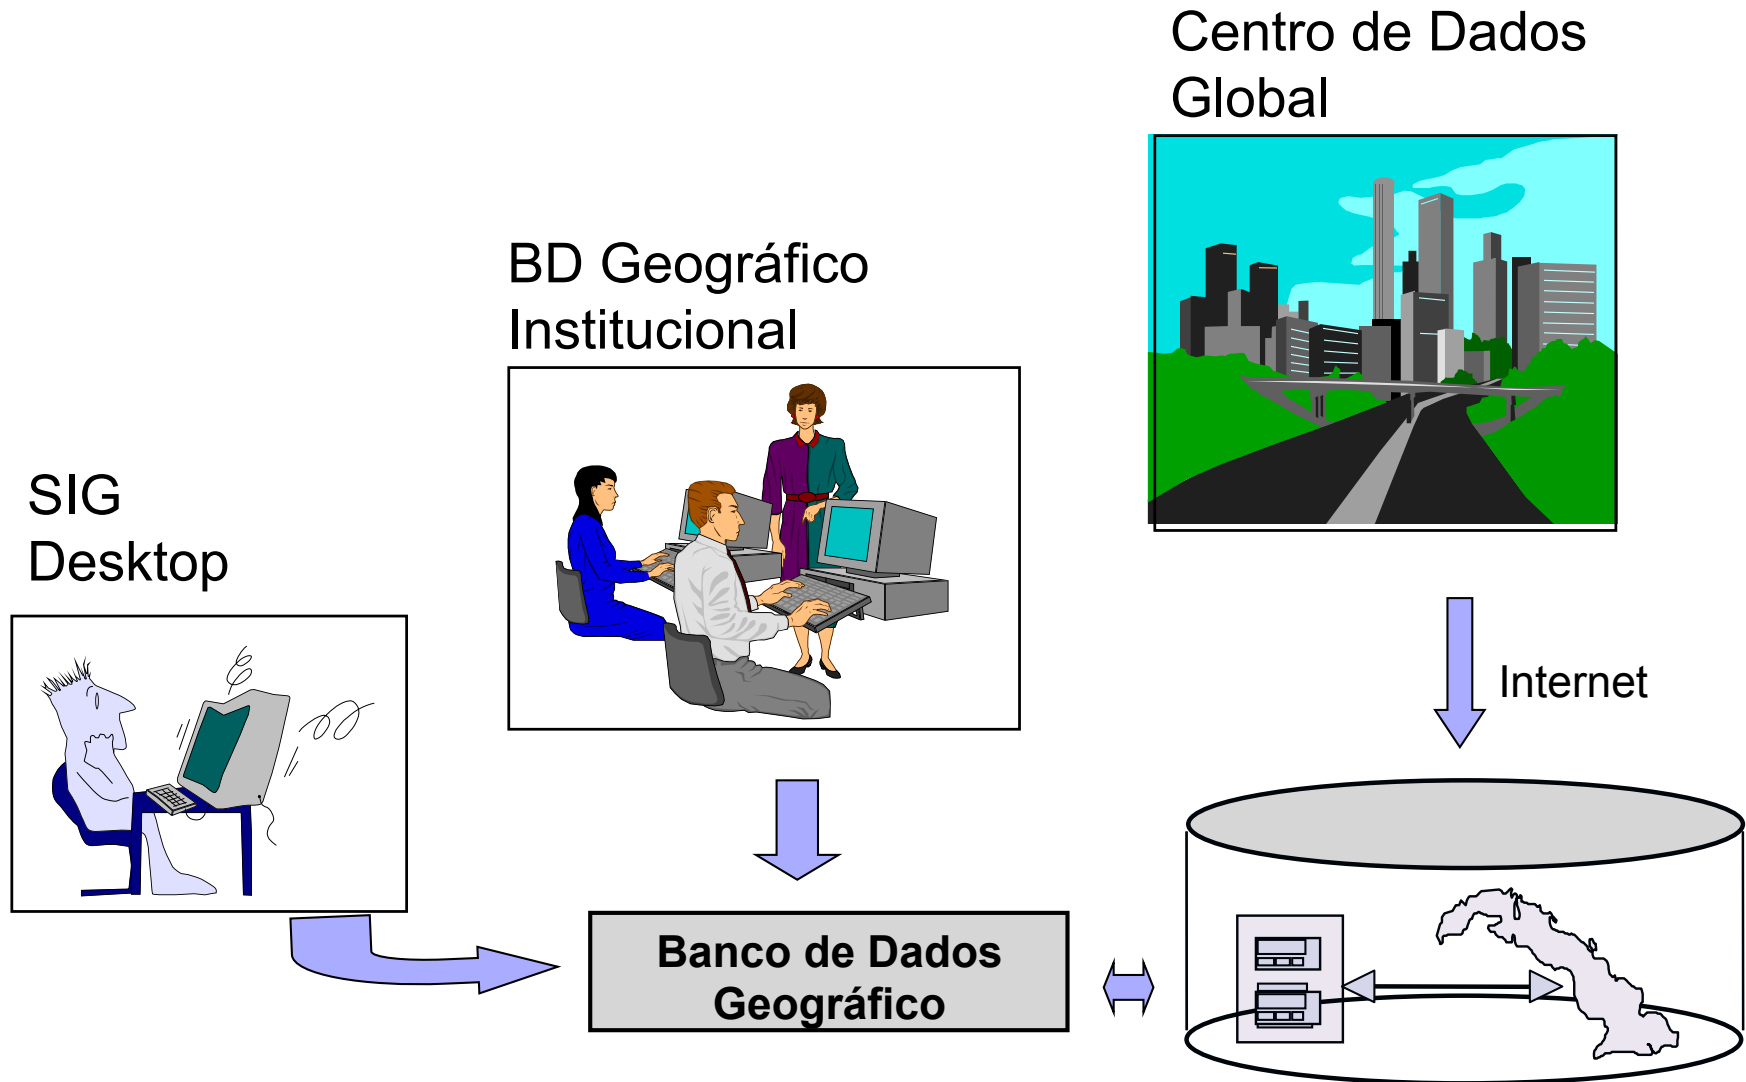 Centro de Dados
Global
BD Geográfico
Institucional
SIG
Desktop
Internet
Banco de Dados
Geográfico